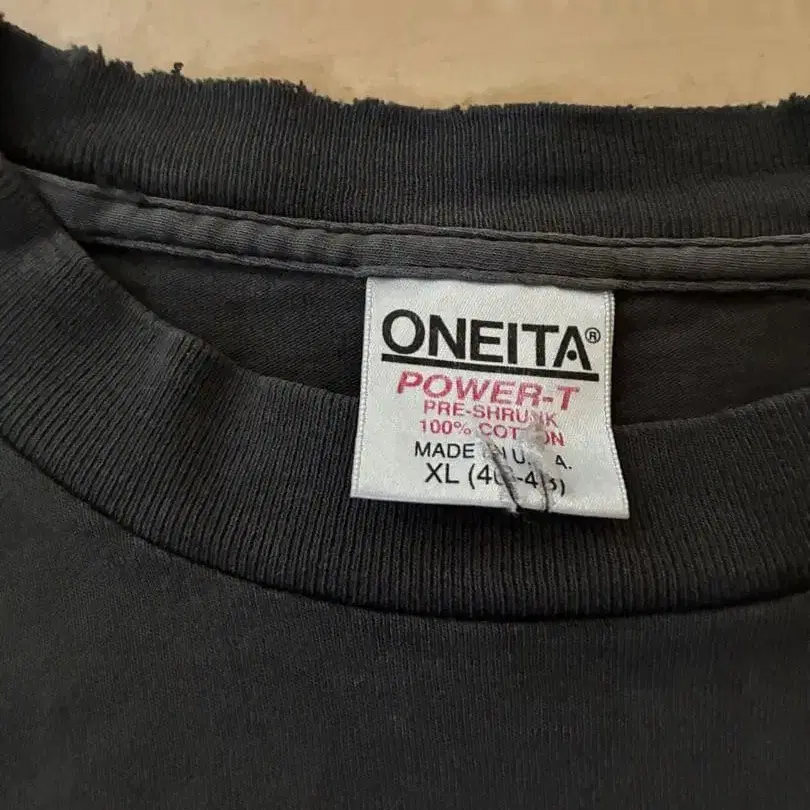 ONEITA®
POWER-T
PRE-SHRUNK
100% COTTON
MADE IN U.S.A.
XL